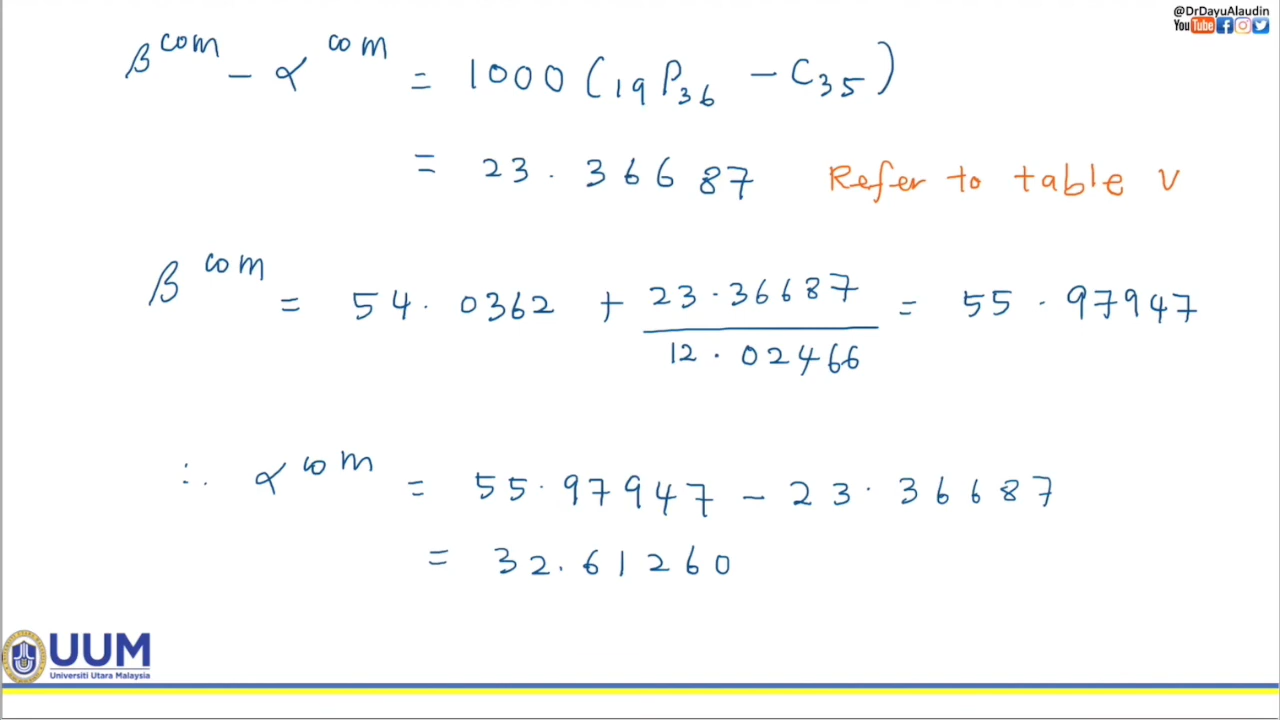 @DrDayuAlaudin
YouTube
β^com - α^com = 1000 (₁₉P₃₆ - C₃₅)
= 23.36687 Refer to table V
β^com = 54.0362 + 23.36687 / 12.02466 = 55.97947
∴ α^com = 55.97947 - 23.36687
= 32.61260
UUM
Universiti Utara Malaysia